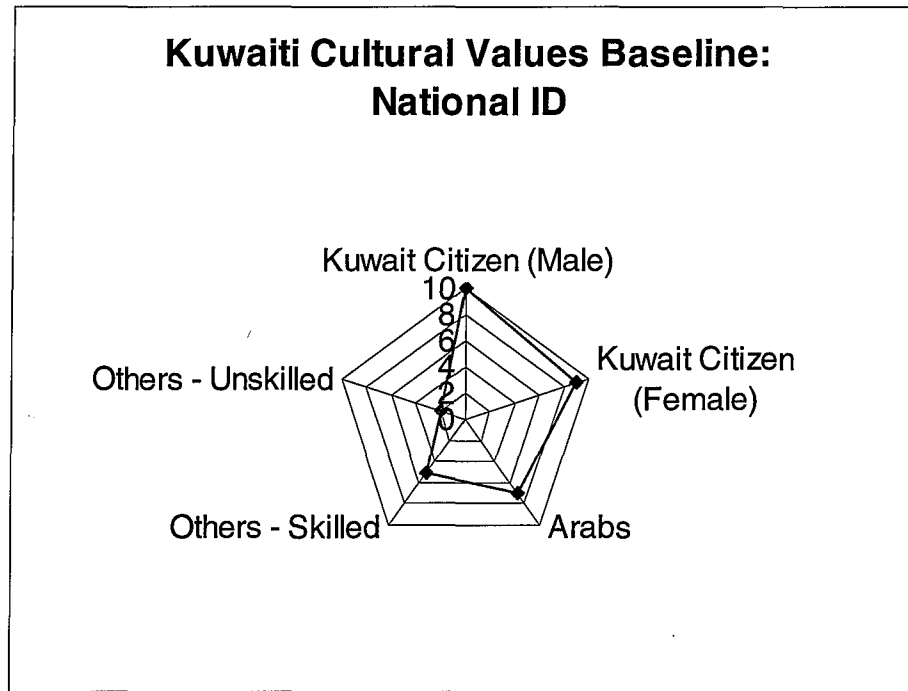 Kuwaiti Cultural Values Baseline:
National ID
Kuwait Citizen (Male)
10
8
6
4
2
0
Kuwait Citizen
(Female)
Others - Unskilled
Others - Skilled
Arabs